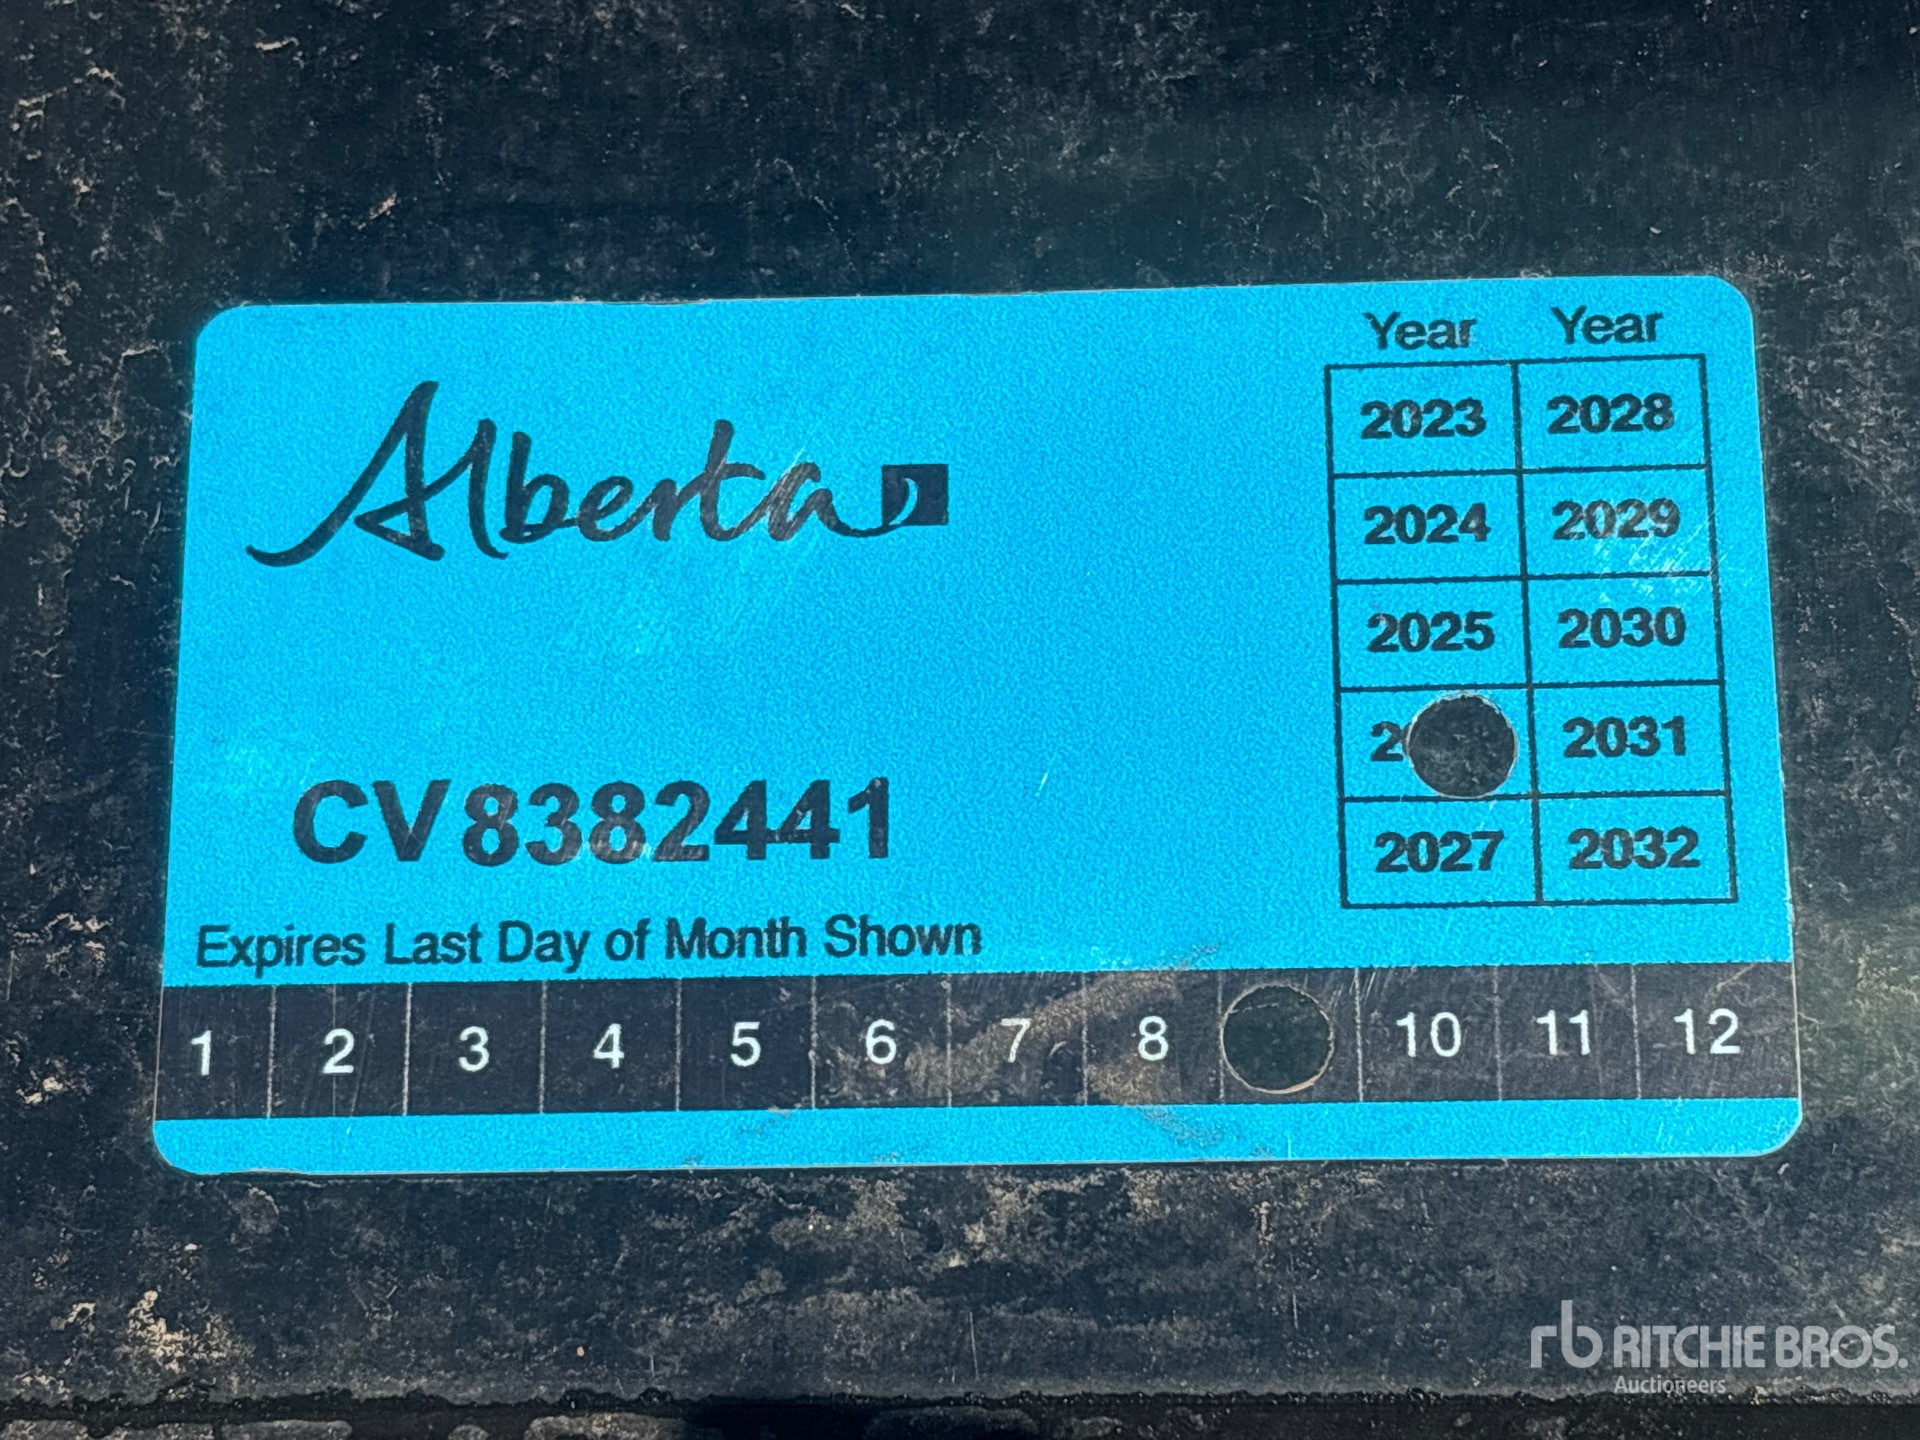 Alberta
Year Year
2023 2028
2024 2029
2025 2030
2031
2027 2032
CV8382441
Expires Last Day of Month Shown
1 2 3 4 5 6 7 8 10 11 12
rb RITCHIE BROS.
Auctioneers